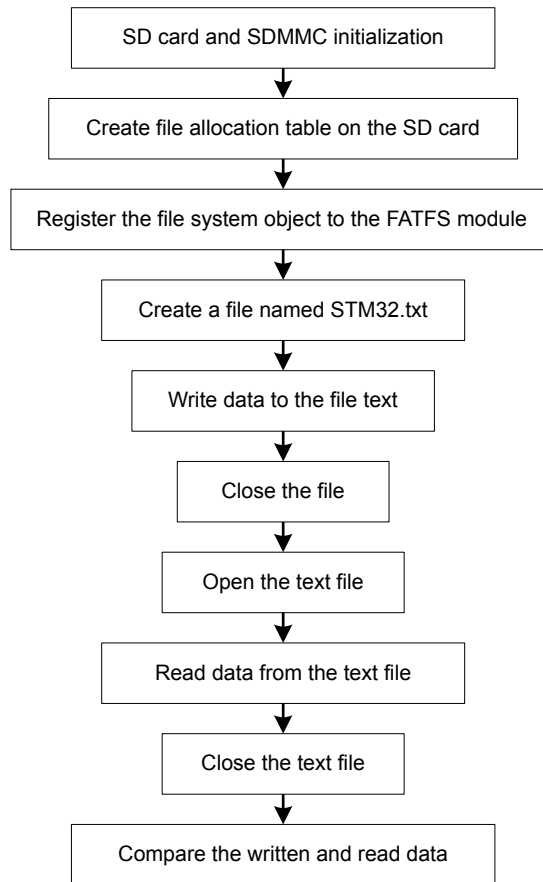 SD card and SDMMC initialization
Create file allocation table on the SD card
Register the file system object to the FATFS module
Create a file named STM32.txt
Write data to the file text
Close the file
Open the text file
Read data from the text file
Close the text file
Compare the written and read data